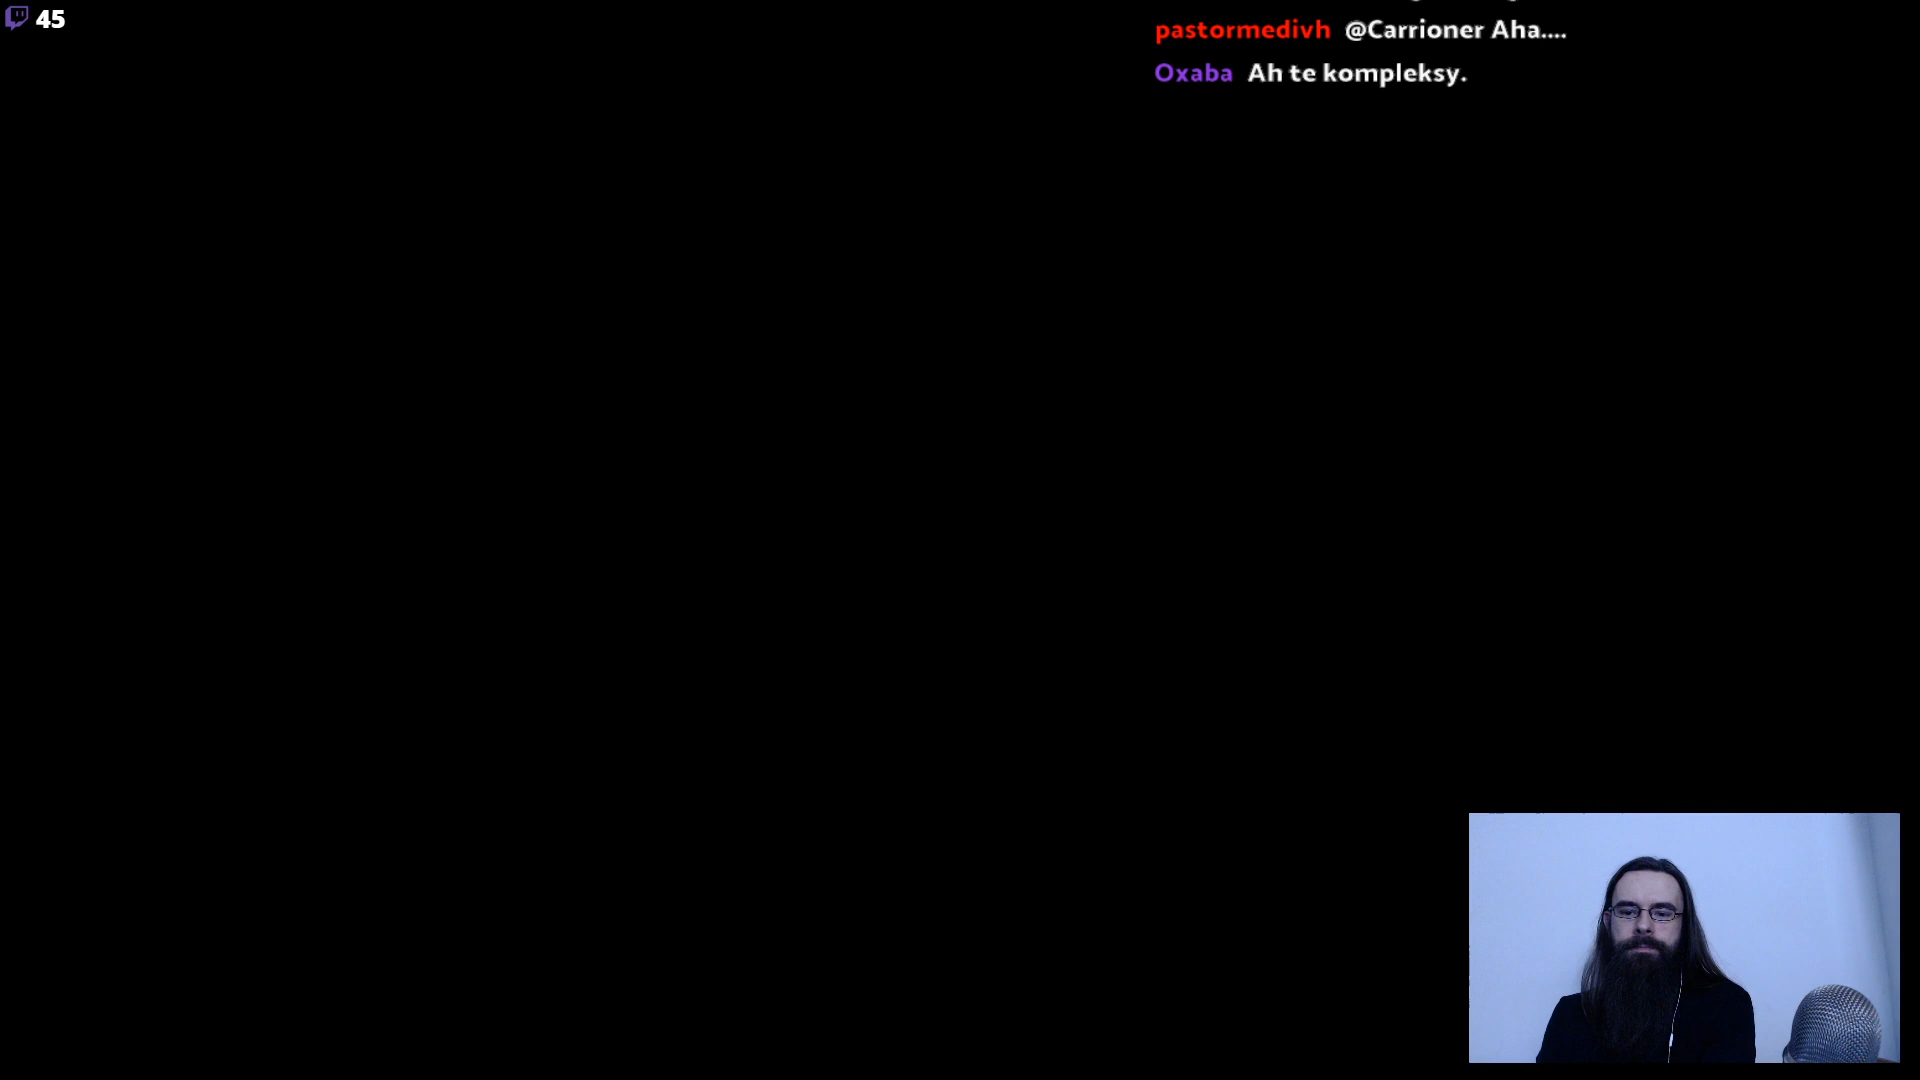 45
pastormedivh @Carrioner Aha....
Oxaba Ah te kompleksy.